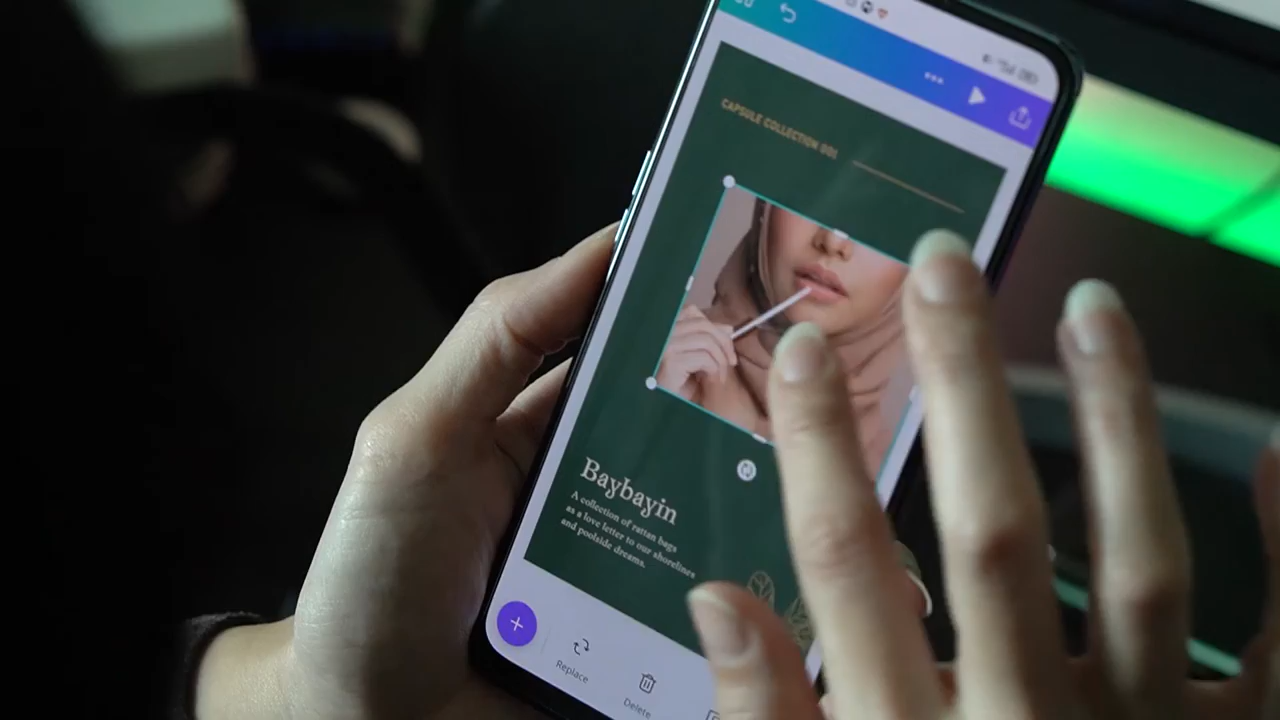 CAPSULE COLLECTION 001
Baybayin
A collection of rattan bags
as a love letter to our shorelines
and poolside dreams.
Replace
Delete